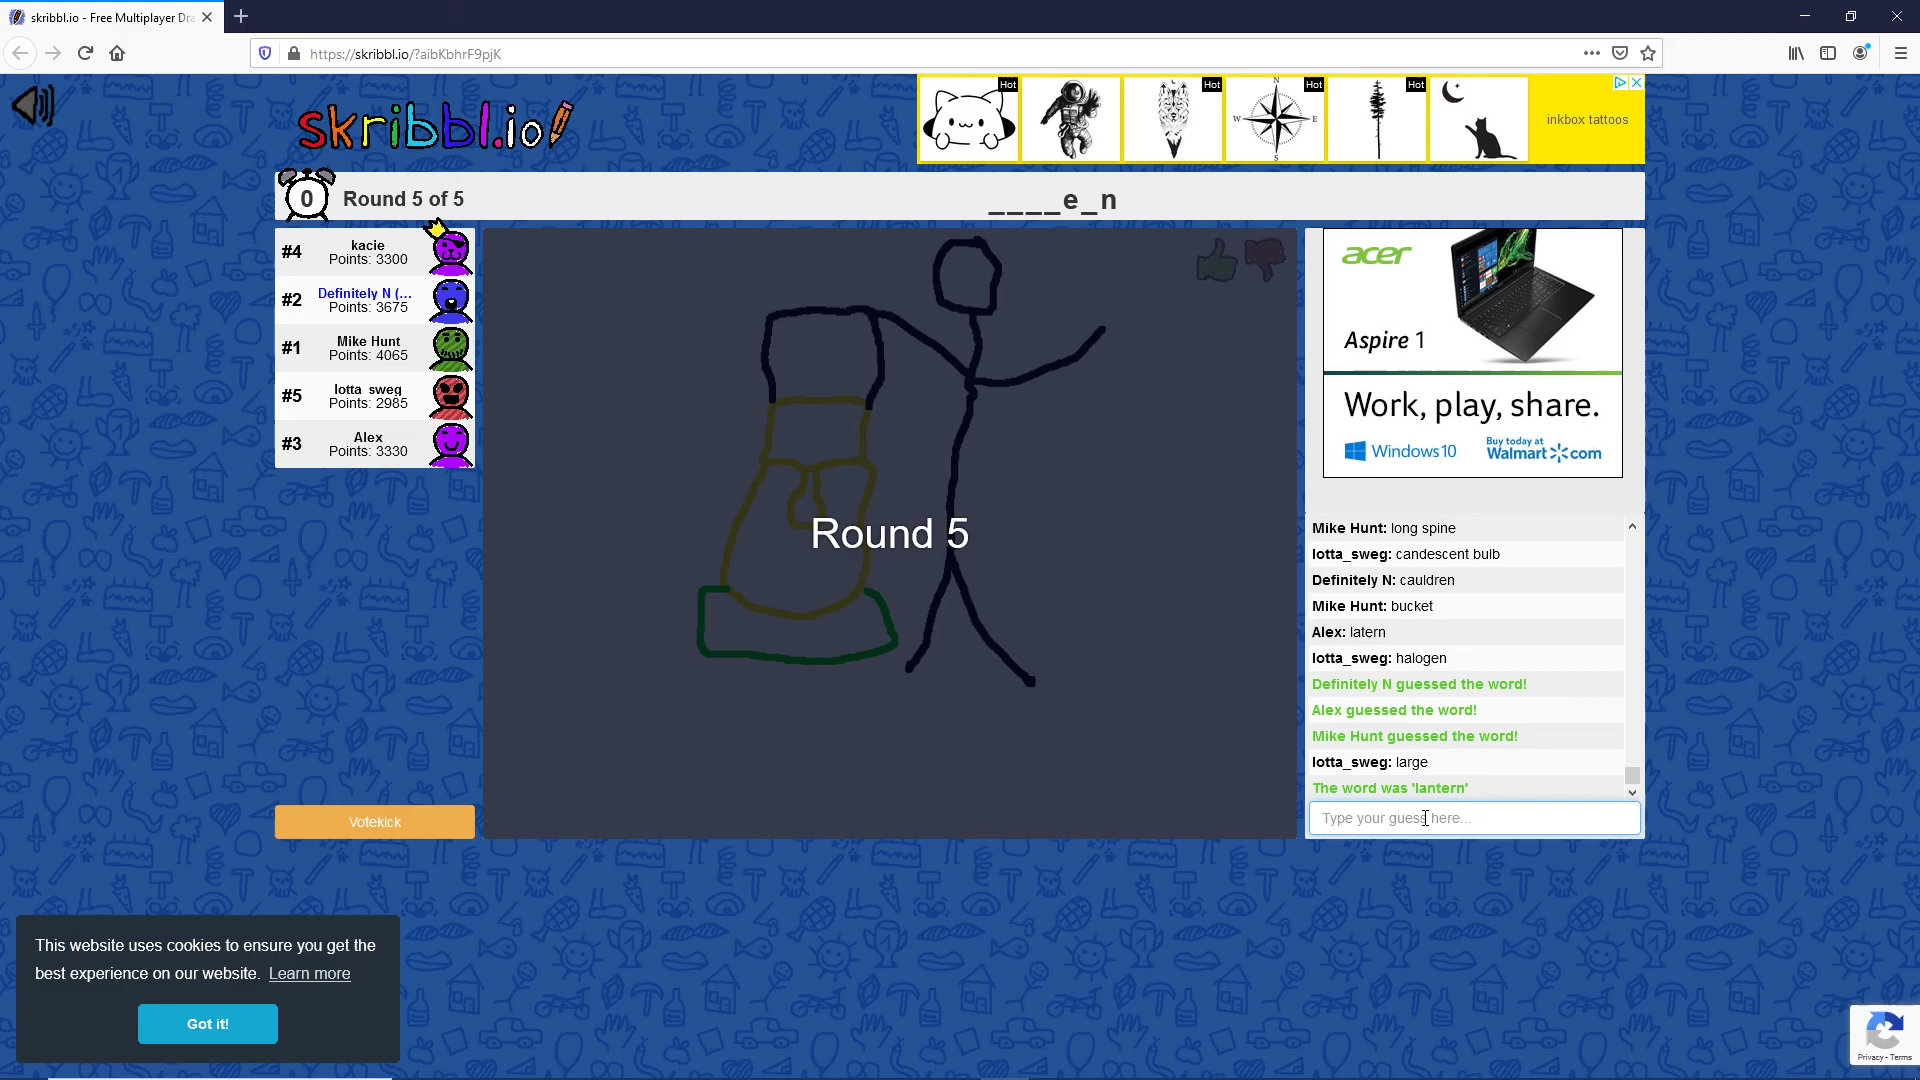 skribbl.io - Free Multiplayer Dra
https://skribbl.io/?aibKbhrF9pjK
skribbl.io
Hot
Hot
Hot
Hot
N
W
E
S
inkbox tattoos
0
Round 5 of 5
____e_n
#4
kacie
Points: 3300
#2
Definitely N (...
Points: 3675
#1
Mike Hunt
Points: 4065
#5
lotta_sweg
Points: 2985
#3
Alex
Points: 3330
Votekick
Round 5
acer
Aspire 1
Work, play, share.
Windows10
Buy today at
Walmart.com
Mike Hunt: long spine
lotta_sweg: candescent bulb
Definitely N: cauldren
Mike Hunt: bucket
Alex: latern
lotta_sweg: halogen
Definitely N guessed the word!
Alex guessed the word!
Mike Hunt guessed the word!
lotta_sweg: large
The word was 'lantern'
Type your guess here...
This website uses cookies to ensure you get the
best experience on our website. Learn more
Got it!
Privacy - Terms